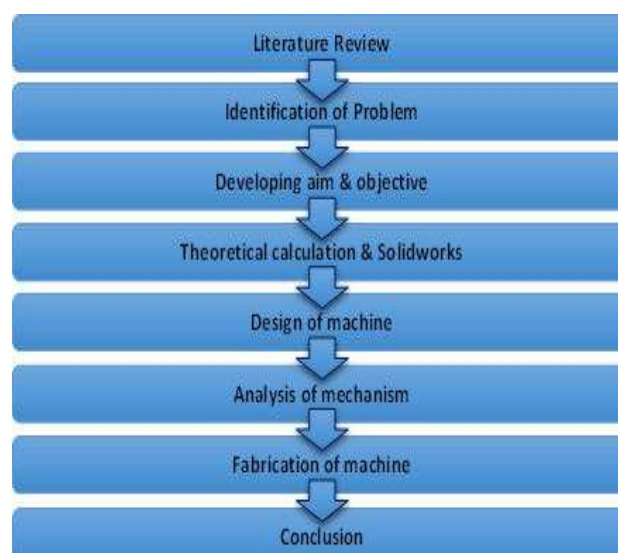 Literature Review
Identification of Problem
Developing aim & objective
Theoretical calculation & Solidworks
Design of machine
Analysis of mechanism
Fabrication of machine
Conclusion